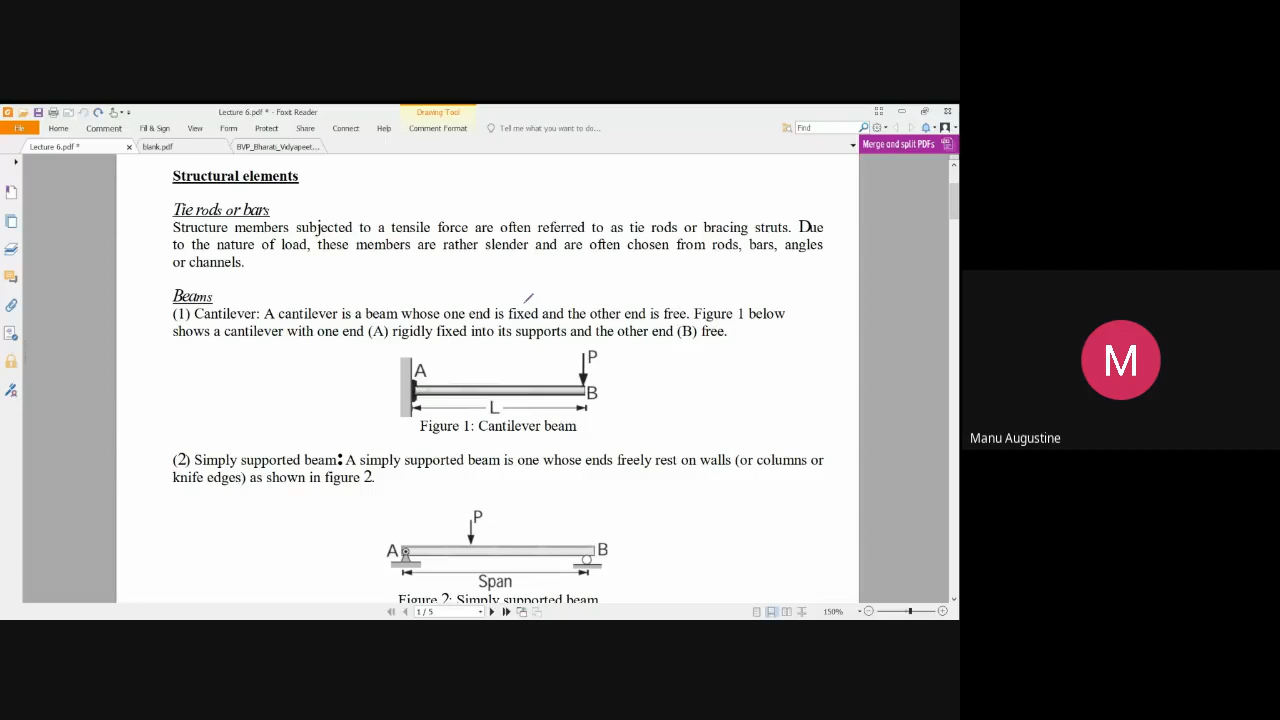 Lecture 6.pdf * - Foxit Reader
Drawing Tool
File Home Comment Fill & Sign View Form Protect Share Connect Help Comment Format Tell me what you want to do... Find
Lecture 6.pdf * blank.pdf BVP_Bharati_Vidyapeet... Merge and split PDFs
Structural elements
Tie rods or bars
Structure members subjected to a tensile force are often referred to as tie rods or bracing struts. Due
to the nature of load, these members are rather slender and are often chosen from rods, bars, angles
or channels.
Beams
(1) Cantilever: A cantilever is a beam whose one end is fixed and the other end is free. Figure 1 below
shows a cantilever with one end (A) rigidly fixed into its supports and the other end (B) free.
P
A
B
L
Figure 1: Cantilever beam
(2) Simply supported beam: A simply supported beam is one whose ends freely rest on walls (or columns or
knife edges) as shown in figure 2.
P
A B
Span
Figure 2: Simply supported beam
1 / 5
150%
M
Manu Augustine